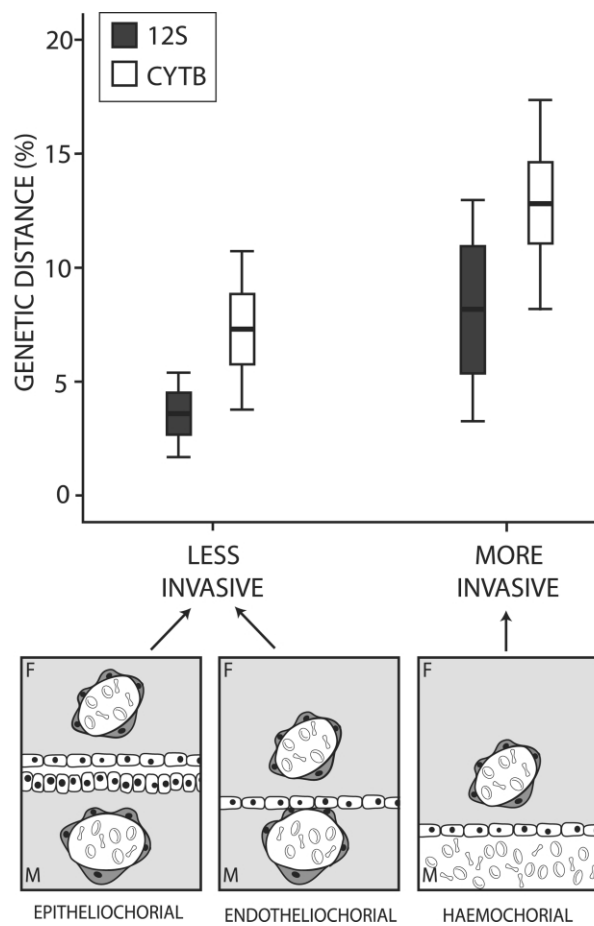 20
12S
CYTB
GENETIC DISTANCE (%)
15
10
5
0
LESS
INVASIVE
MORE
INVASIVE
F
M
F
M
F
M
EPITHELIOCHORIAL
ENDOTHELIOCHORIAL
HAEMOCHORIAL